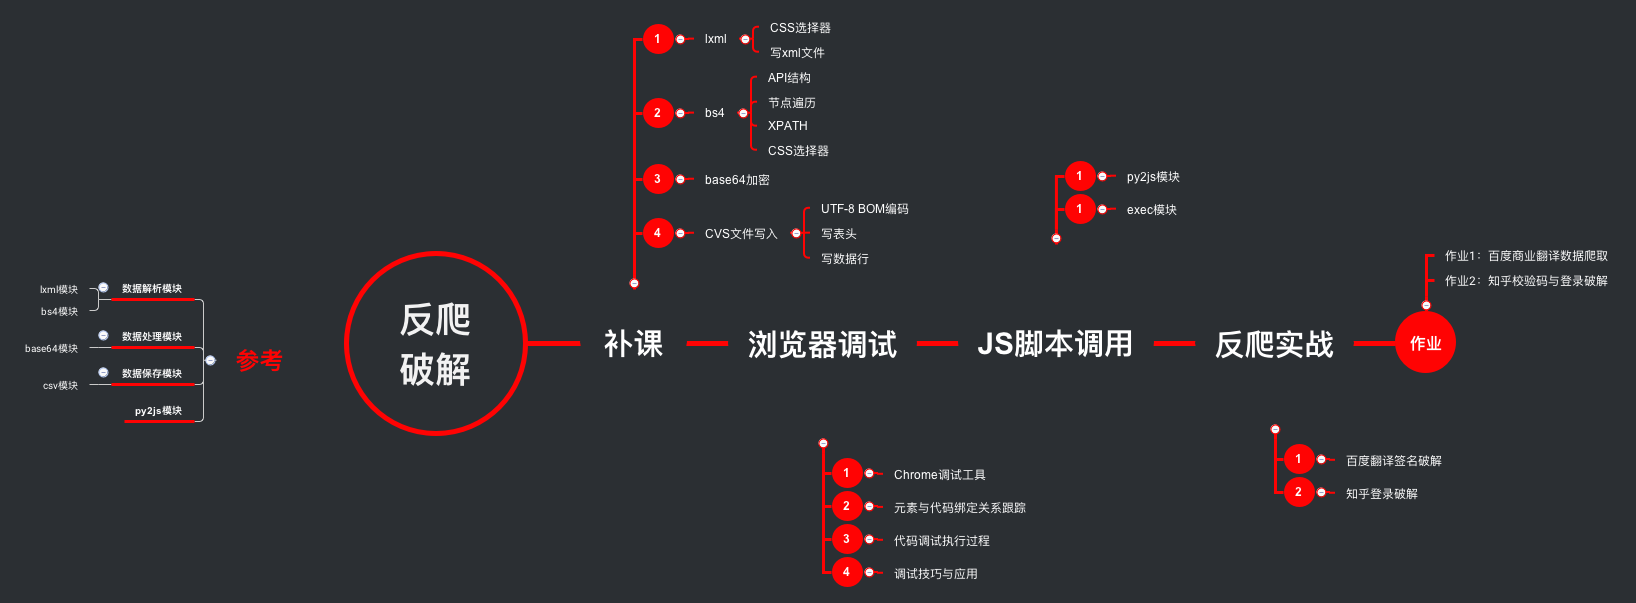 1
lxml
CSS选择器
写xml文件
2
bs4
API结构
节点遍历
XPATH
CSS选择器
3
base64加密
4
CVS文件写入
UTF-8 BOM编码
写表头
写数据行
1
py2js模块
1
exec模块
作业1：百度商业翻译数据爬取
作业2：知乎校验码与登录破解
lxml模块
bs4模块
数据解析模块
base64模块
数据处理模块
csv模块
数据保存模块
py2js模块
参考
反爬
破解
补课
浏览器调试
JS脚本调用
反爬实战
作业
1
Chrome调试工具
2
元素与代码绑定关系跟踪
3
代码调试执行过程
4
调试技巧与应用
1
百度翻译签名破解
2
知乎登录破解